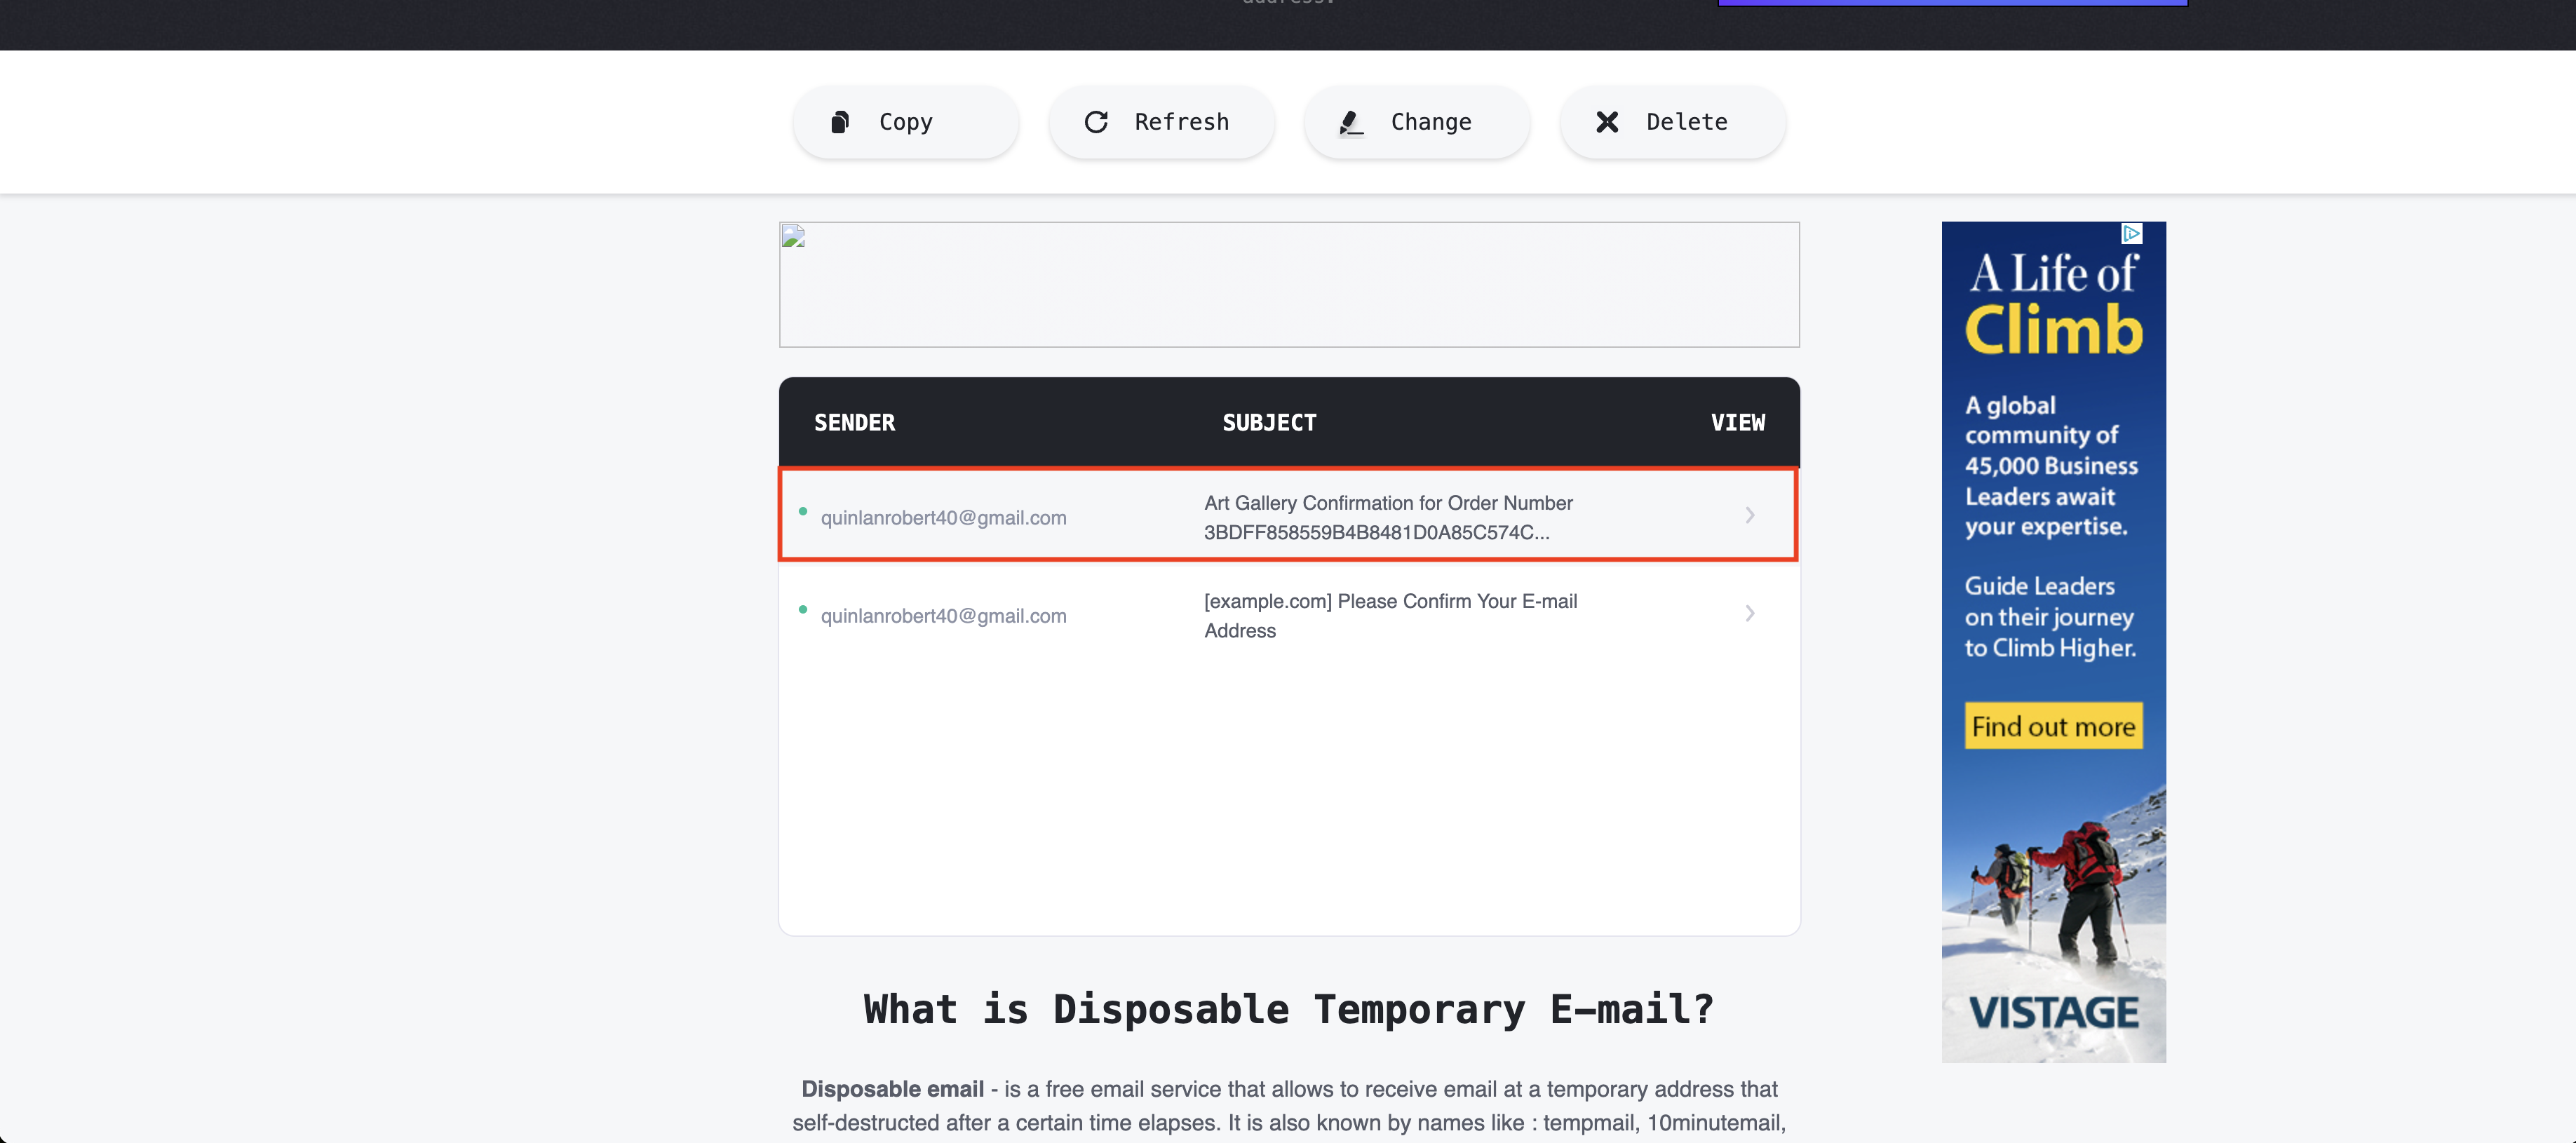 address.
Copy
Refresh
Change
Delete
SENDER
SUBJECT
VIEW
quinlanrobert40@gmail.com
Art Gallery Confirmation for Order Number
3BDFF858559B4B8481D0A85C574C...
quinlanrobert40@gmail.com
[example.com] Please Confirm Your E-mail
Address
What is Disposable Temporary E-mail?
Disposable email - is a free email service that allows to receive email at a temporary address that
self-destructed after a certain time elapses. It is also known by names like : tempmail, 10minutemail,
A Life of
Climb
A global
community of
45,000 Business
Leaders await
your expertise.
Guide Leaders
on their journey
to Climb Higher.
Find out more
VISTAGE